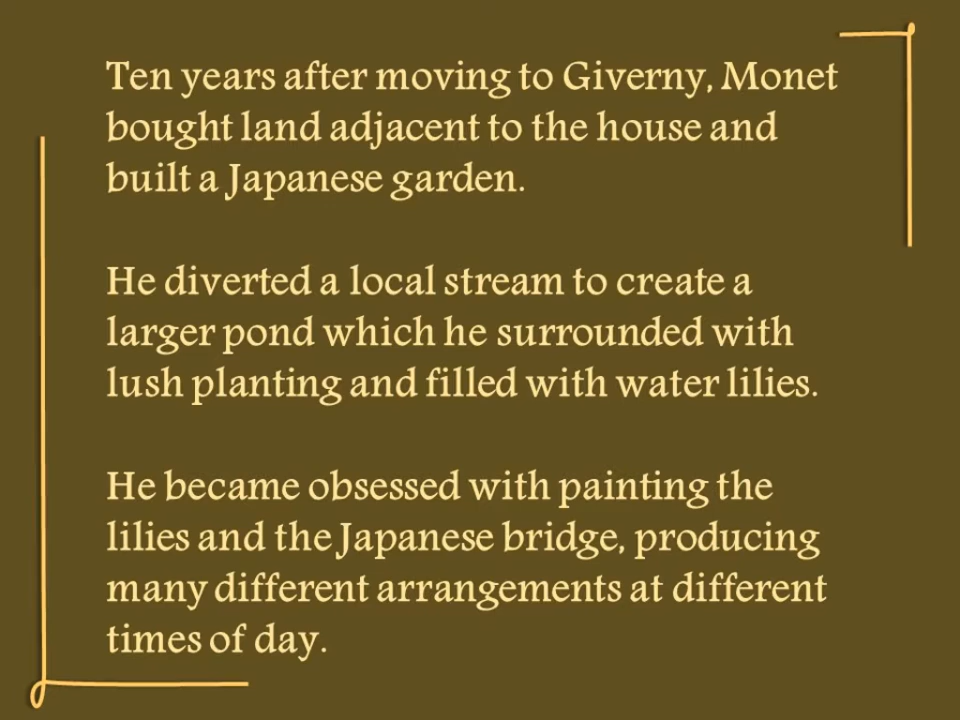 Ten years after moving to Giverny, Monet
bought land adjacent to the house and
built a Japanese garden.
He diverted a local stream to create a
larger pond which he surrounded with
lush planting and filled with water lilies.
He became obsessed with painting the
lilies and the Japanese bridge, producing
many different arrangements at different
times of day.